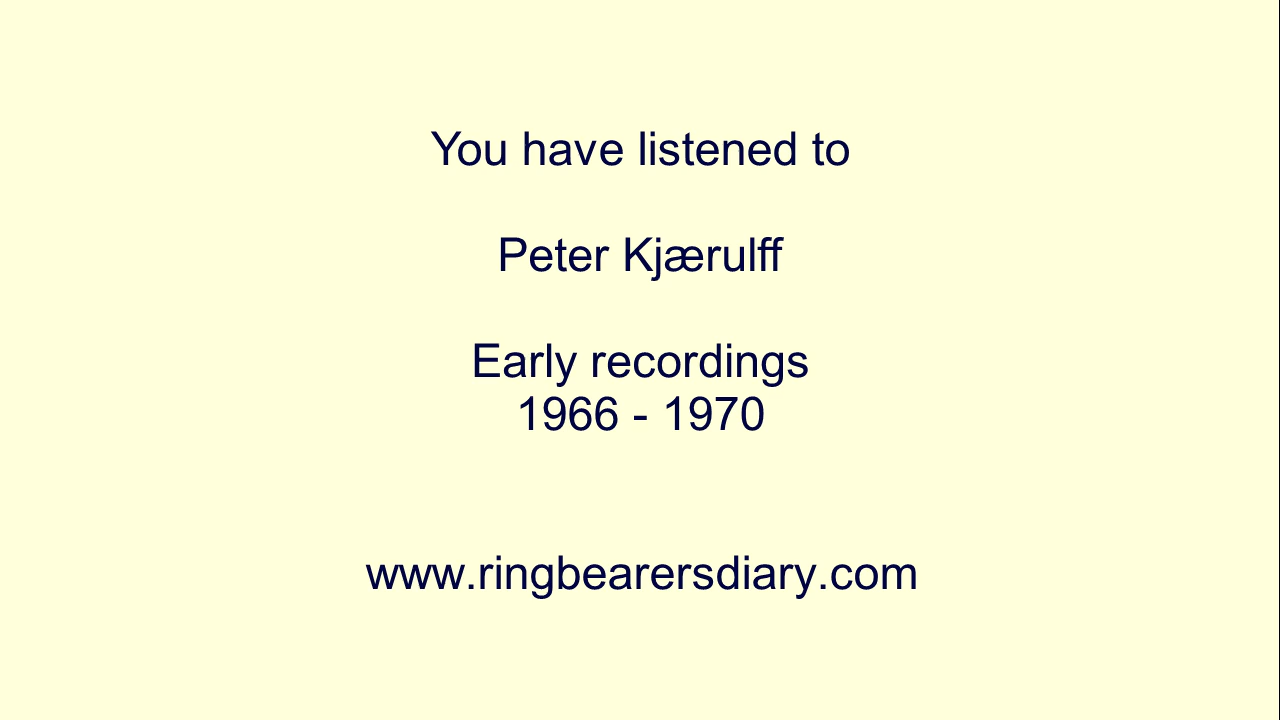 You have listened to
Peter Kjærulff
Early recordings
1966 - 1970
www.ringbearersdiary.com